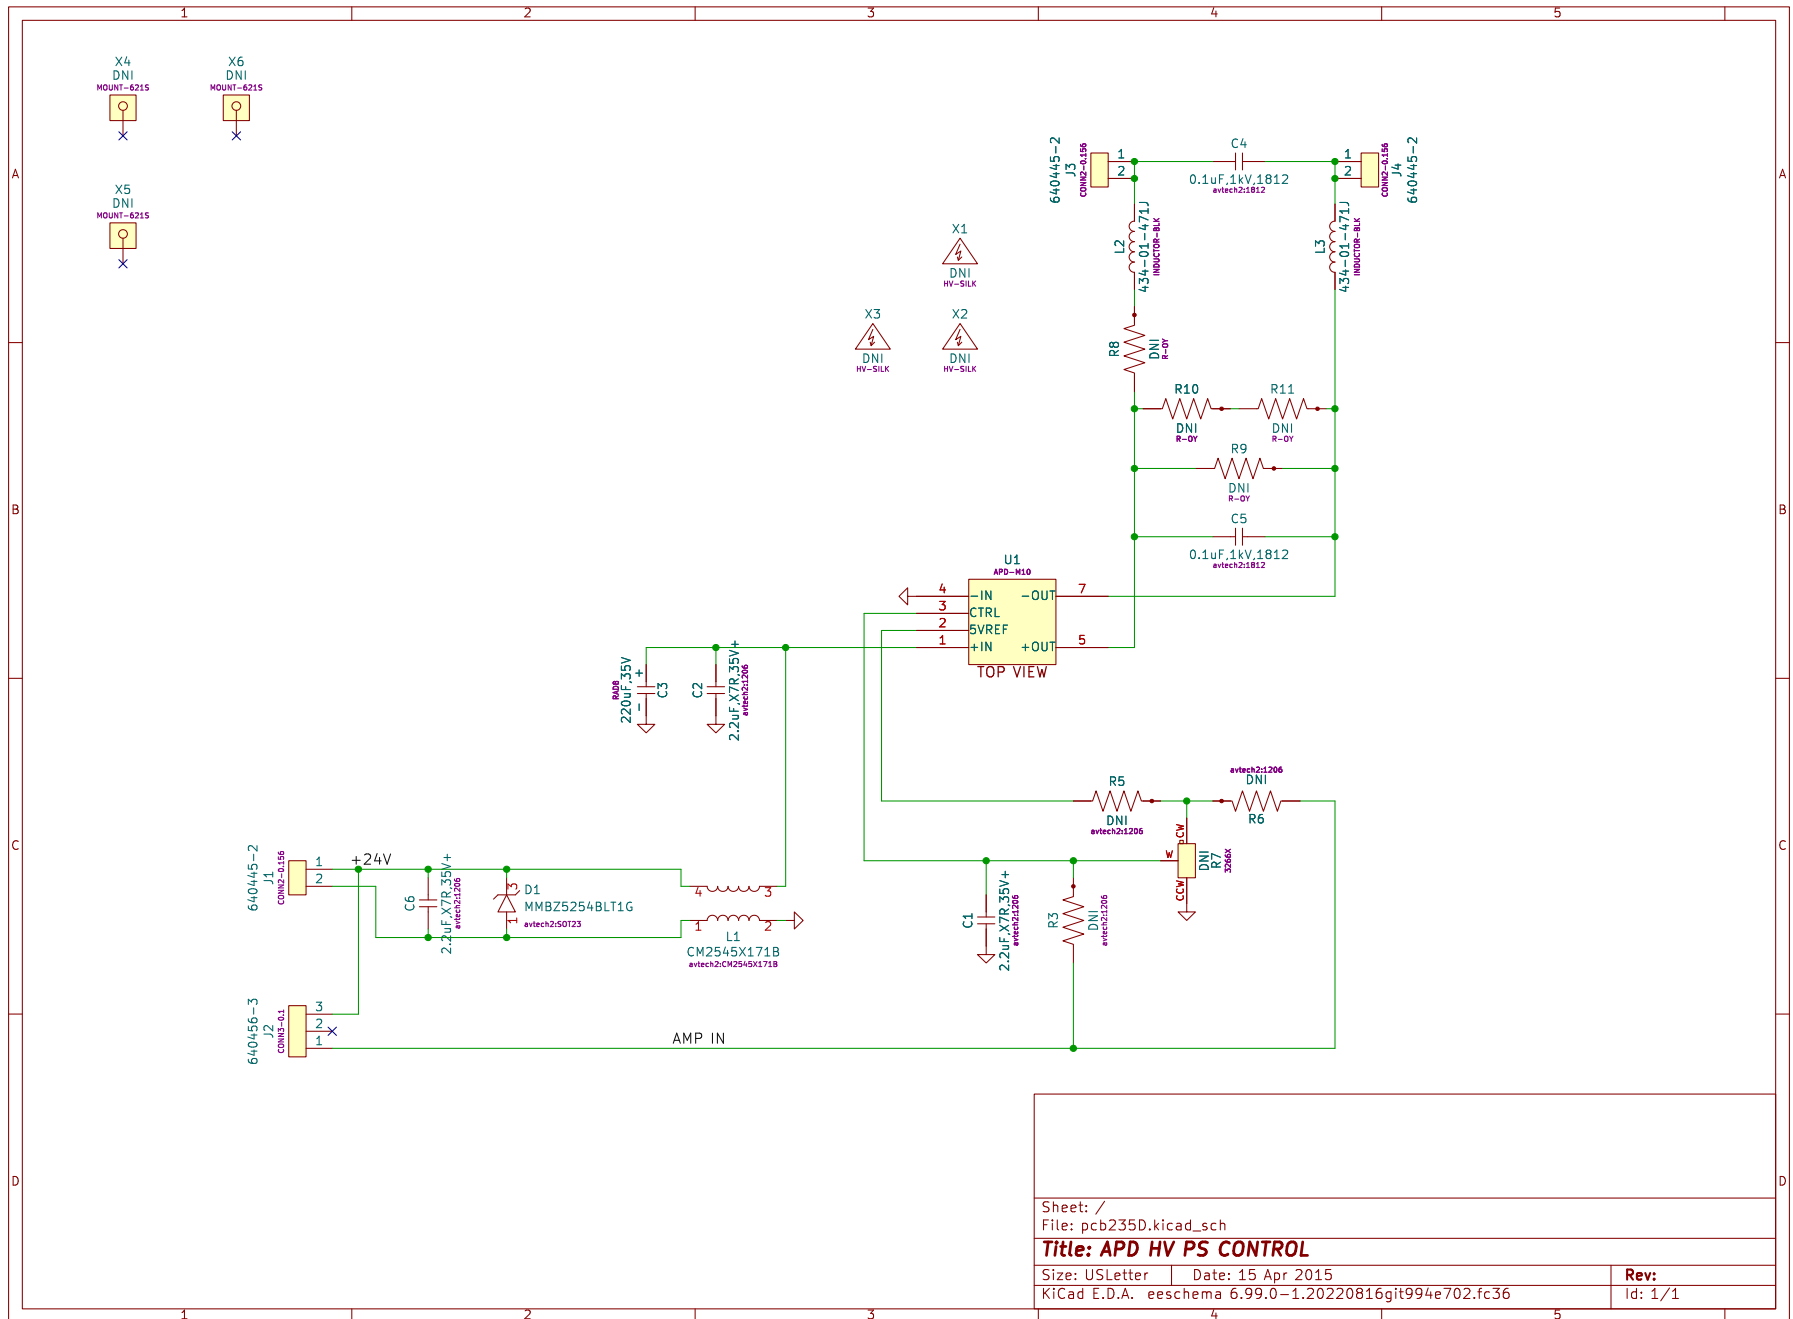 1 2 3 4 5
A
B
C
D
A
B
C
D
X4
DNI
MOUNT-621S
X6
DNI
MOUNT-621S
X5
DNI
MOUNT-621S
X1
DNI
HV-SILK
X3
DNI
HV-SILK
X2
DNI
HV-SILK
640445-2
J3
CONN2-0.156
1
2
C4
0.1uF,1kV,1812
avtech2:1812
1
2
CONN2-0.156
J4
640445-2
L2
434-01-471J
INDUCTOR-BLK
L3
434-01-471J
INDUCTOR-BLK
R8
DNI
R-OY
R10
DNI
R-OY
R11
DNI
R-OY
R9
DNI
R-OY
C5
0.1uF,1kV,1812
avtech2:1812
U1
APD-M10
4 -IN -OUT 7
3 CTRL
2 5VREF
1 +IN +OUT 5
TOP VIEW
RAD8
220uF,35V
+
-
C3
C2
2.2uF,X7R,35V+
avtech2:1206
R5
DNI
avtech2:1206
avtech2:1206
DNI
R6
CW
W
CCW
DNI
R7
3266X
640445-2
J1
CONN2-0.156
1
2
+24V
C6
2.2uF,X7R,35V+
avtech2:1206
3
1
D1
MMBZ5254BLT1G
avtech2:SOT23
4 3
1 2
L1
CM2545X171B
avtech2:CM2545X171B
C1
2.2uF,X7R,35V+
avtech2:1206
R3
DNI
avtech2:1206
640456-3
J2
CONN3-0.1
3
2
1
AMP IN
Sheet: /
File: pcb235D.kicad_sch
Title: APD HV PS CONTROL
Size: USLetter Date: 15 Apr 2015 Rev:
KiCad E.D.A. eeschema 6.99.0-1.20220816git994e702.fc36 Id: 1/1
1 2 3 4 5